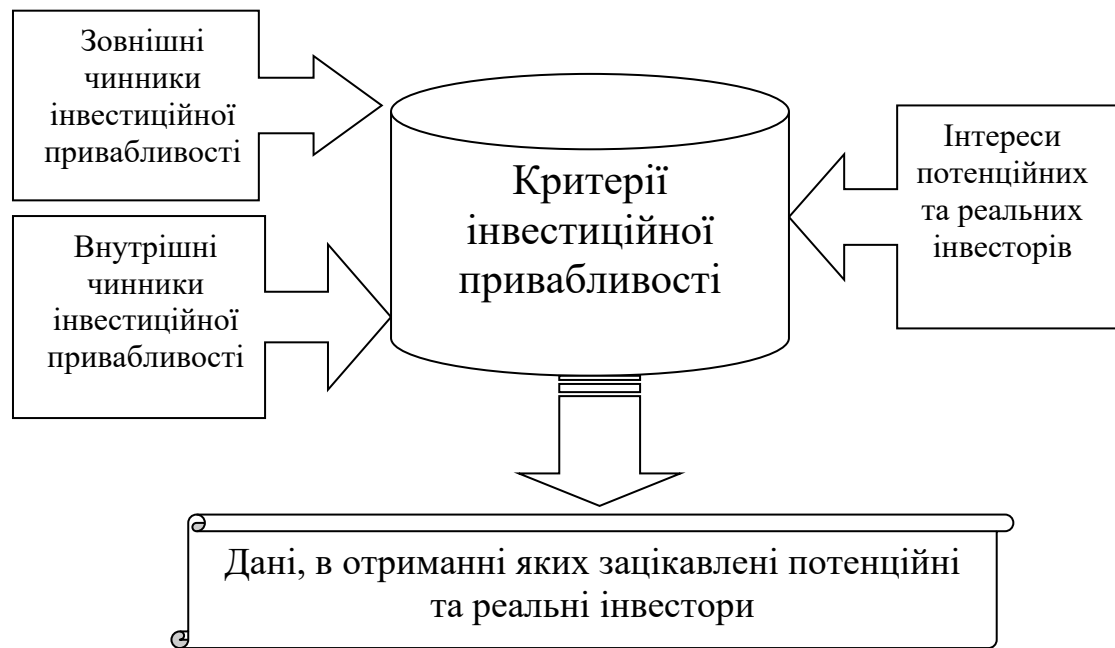 Зовнішні
чинники
інвестиційної
привабливості
Внутрішні
чинники
інвестиційної
привабливості
Критерії
інвестиційної
привабливості
Інтереси
потенційних
та реальних
інвесторів
Дані, в отриманні яких зацікавлені потенційні
та реальні інвестори